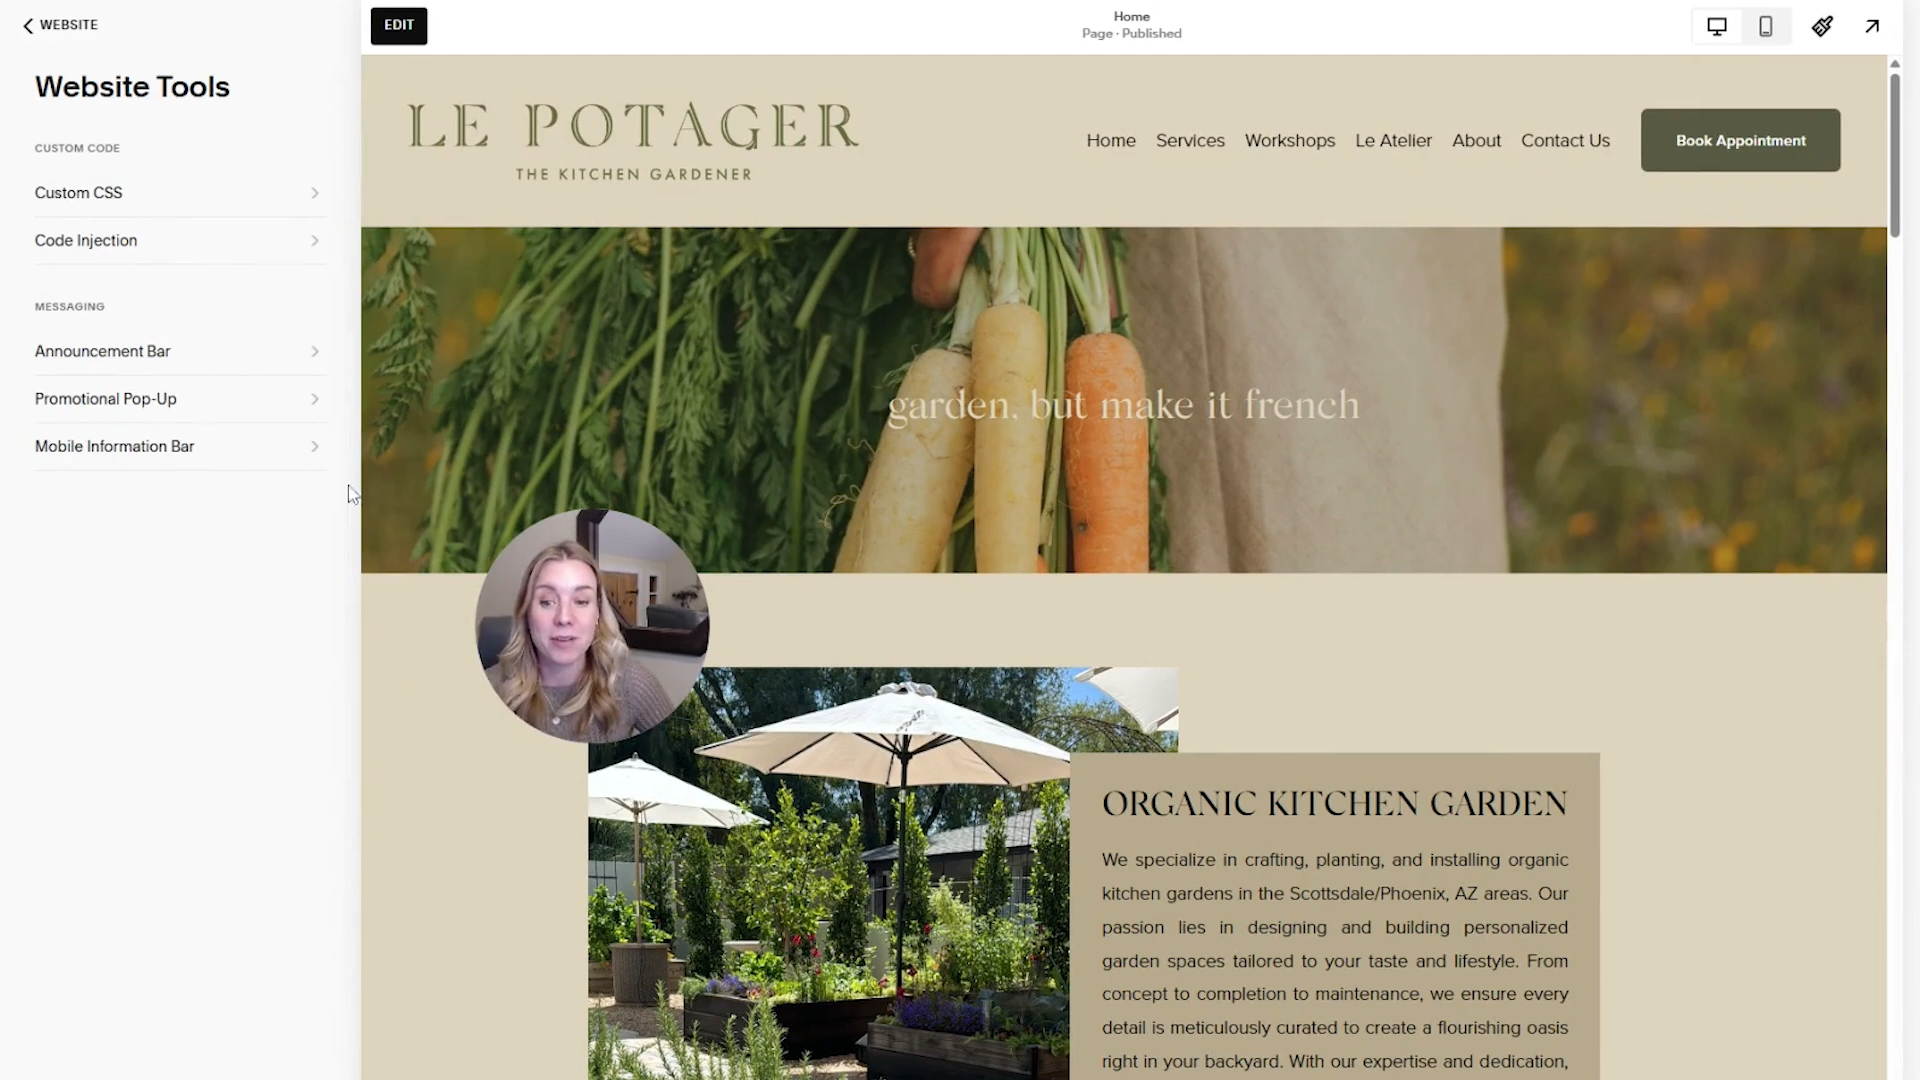 WEBSITE
Website Tools
CUSTOM CODE
Custom CSS
Code Injection
MESSAGING
Announcement Bar
Promotional Pop-Up
Mobile Information Bar
EDIT
Home
Page · Published
LE POTAGER
THE KITCHEN GARDENER
Home Services Workshops Le Atelier About Contact Us
Book Appointment
garden, but make it french
ORGANIC KITCHEN GARDEN
We specialize in crafting, planting, and installing organic
kitchen gardens in the Scottsdale/Phoenix, AZ areas. Our
passion lies in designing and building personalized
garden spaces tailored to your taste and lifestyle. From
concept to completion to maintenance, we ensure every
detail is meticulously curated to create a flourishing oasis
right in your backyard. With our expertise and dedication,